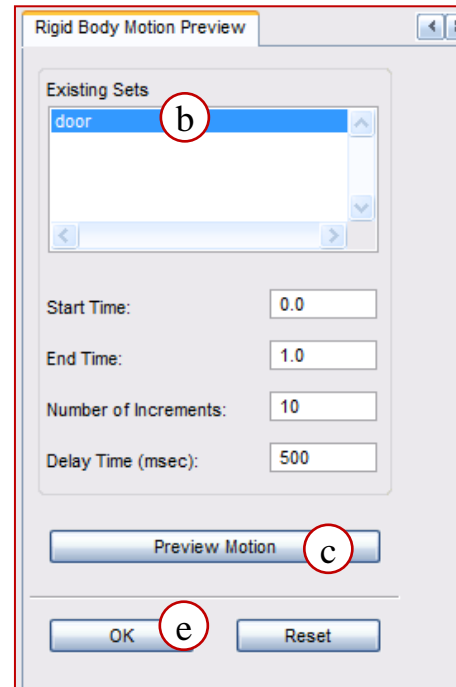 Rigid Body Motion Preview
Existing Sets
door b
Start Time: 0.0
End Time: 1.0
Number of Increments: 10
Delay Time (msec): 500
Preview Motion c
OK e Reset